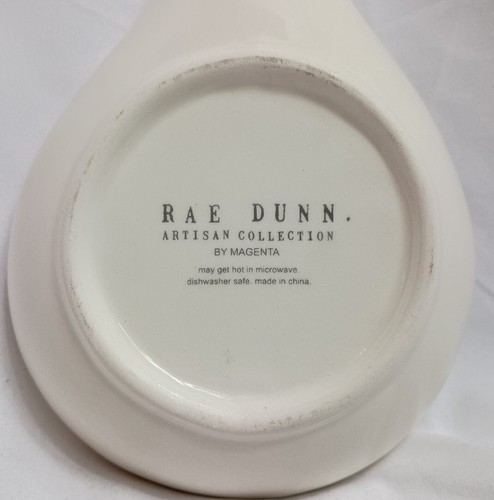 RAE DUNN.
ARTISAN COLLECTION
BY MAGENTA
may get hot in microwave
dishwasher safe. made in china.